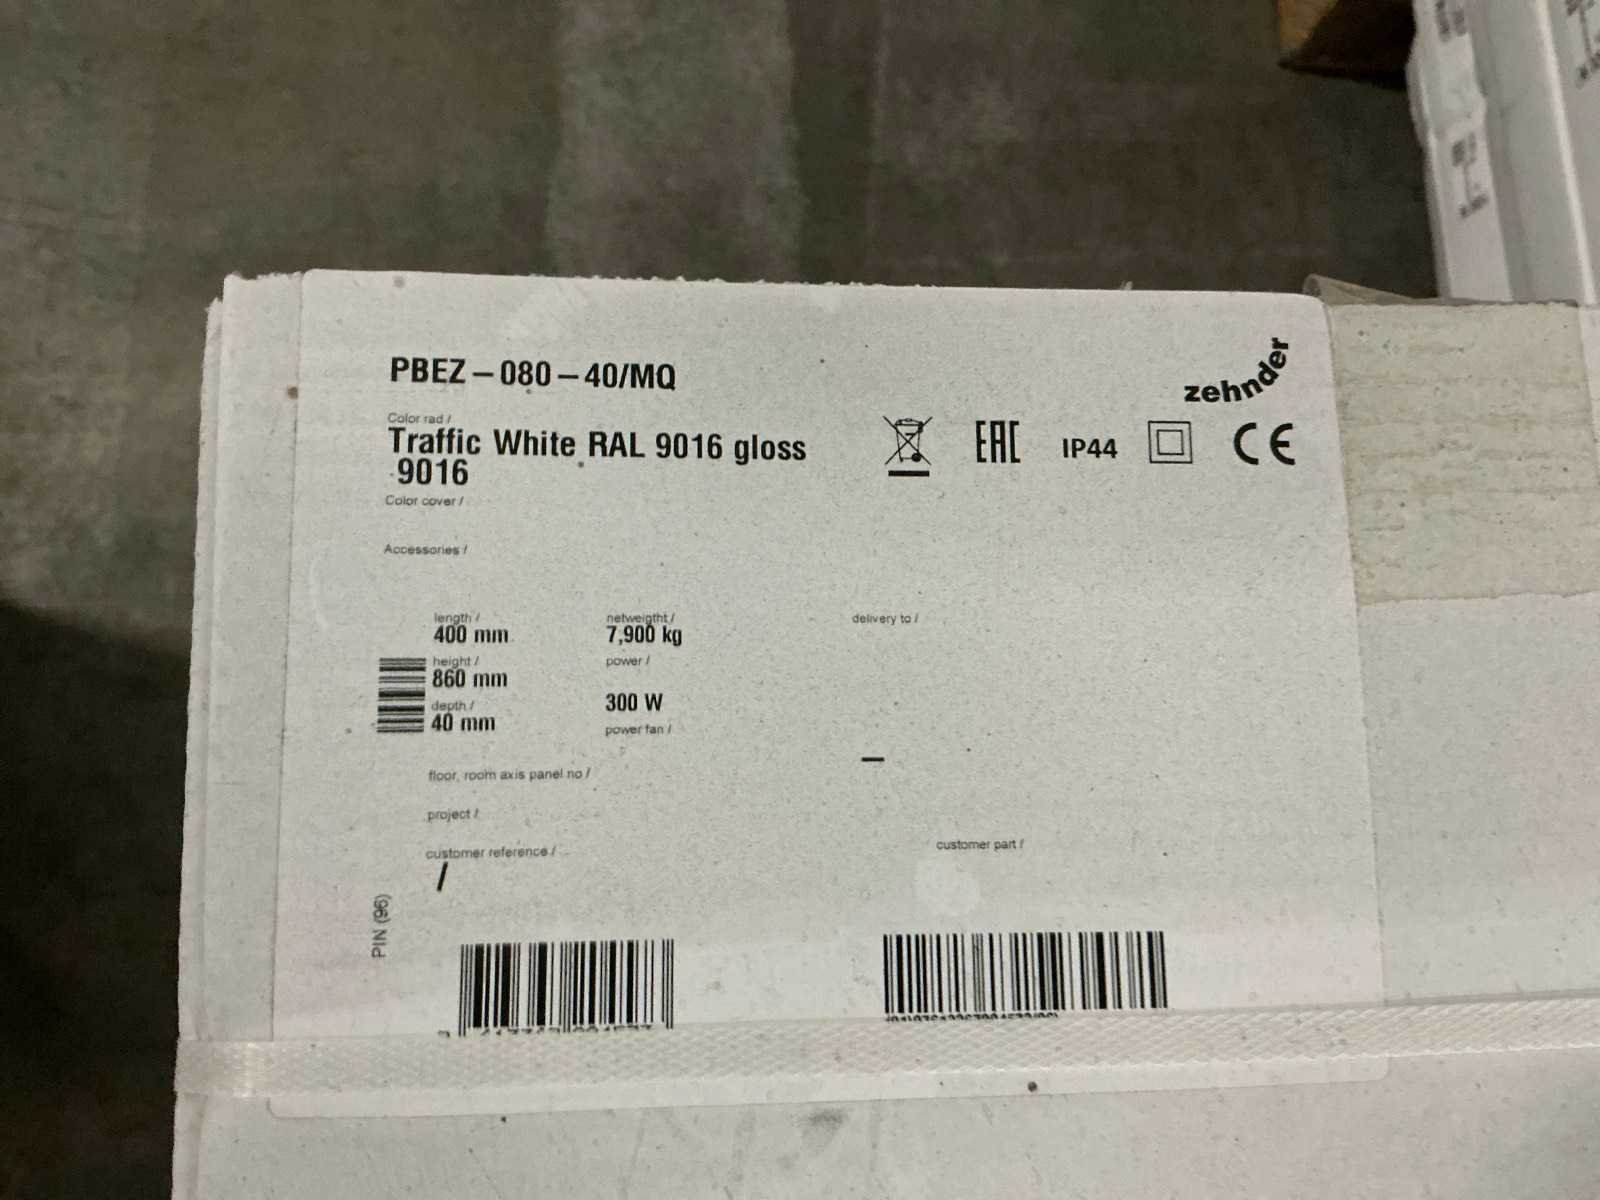 PBEZ – 080 – 40/MQ
zehnder
Color rad /
Traffic White RAL 9016 gloss
9016
EAC
IP44
CE
Color cover /
Accessories /
length /
400 mm
netweigtht /
7,900 kg
delivery to /
height /
860 mm
power /
depth /
40 mm
300 W
power fan /
–
floor, room axis panel no /
project /
customer reference /
/
customer part /
PIN (96)